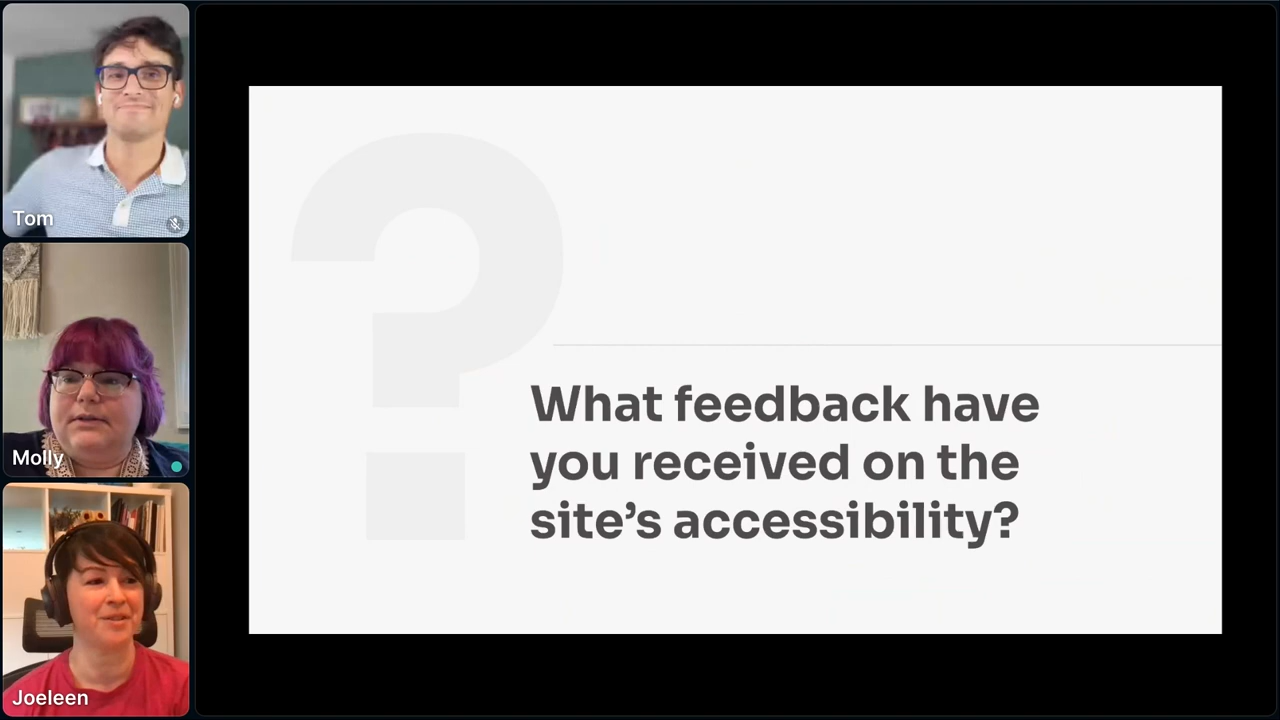 Tom
Molly
Joeleen
?
What feedback have
you received on the
site’s accessibility?